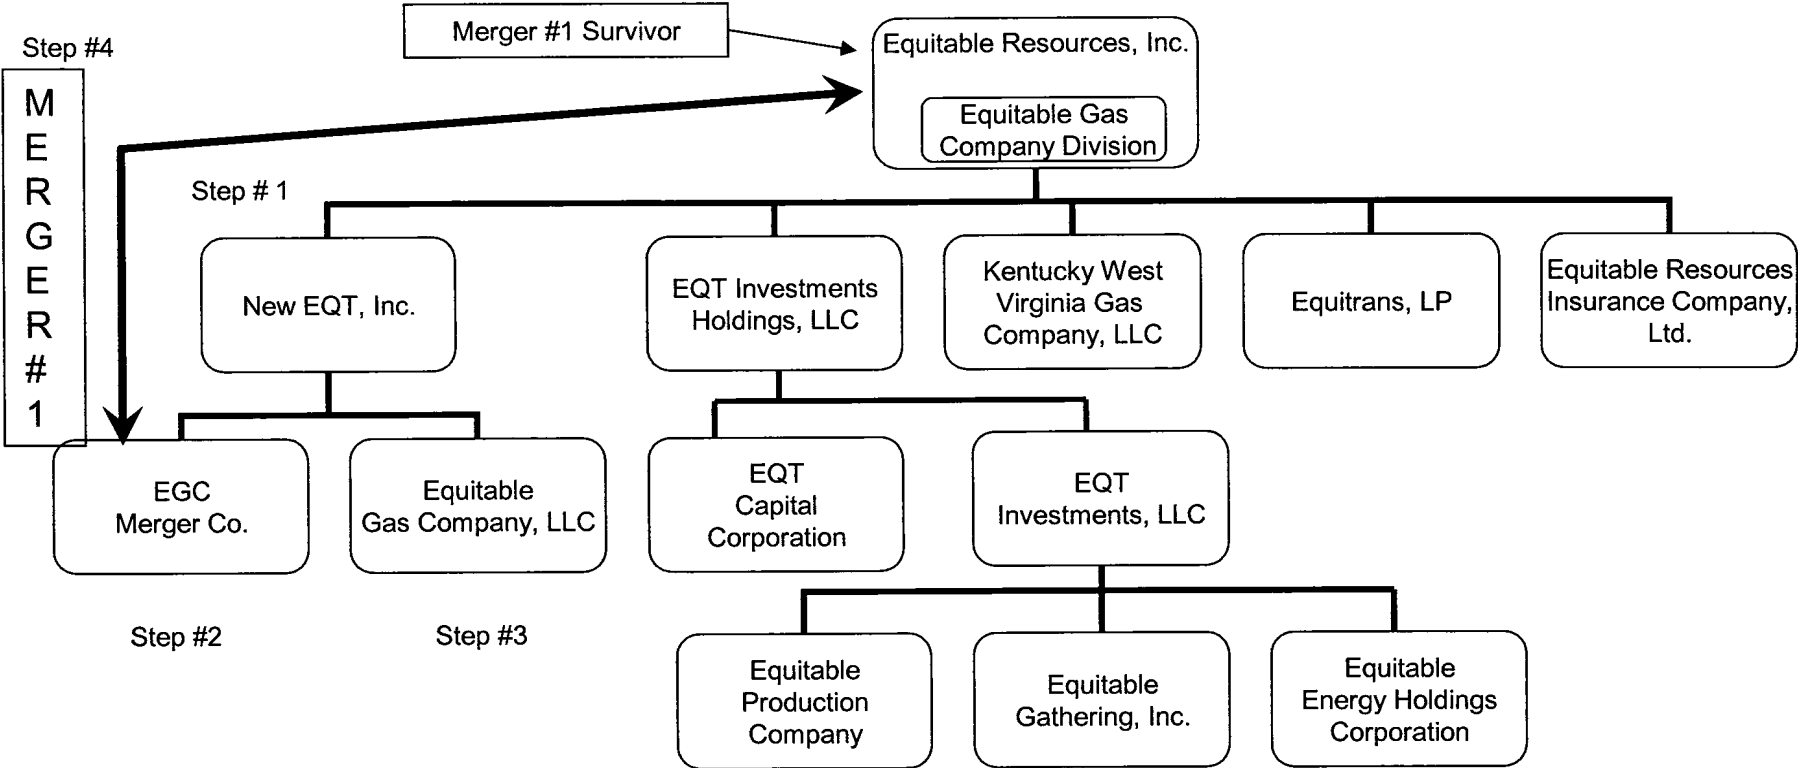 Step #4
Merger #1 Survivor
Equitable Resources, Inc.
Equitable Gas
Company Division
M
E
R
G
E
R
#
1
Step # 1
New EQT, Inc.
EQT Investments
Holdings, LLC
Kentucky West
Virginia Gas
Company, LLC
Equitrans, LP
Equitable Resources
Insurance Company,
Ltd.
EGC
Merger Co.
Equitable
Gas Company, LLC
EQT
Capital
Corporation
EQT
Investments, LLC
Step #2
Step #3
Equitable
Production
Company
Equitable
Gathering, Inc.
Equitable
Energy Holdings
Corporation